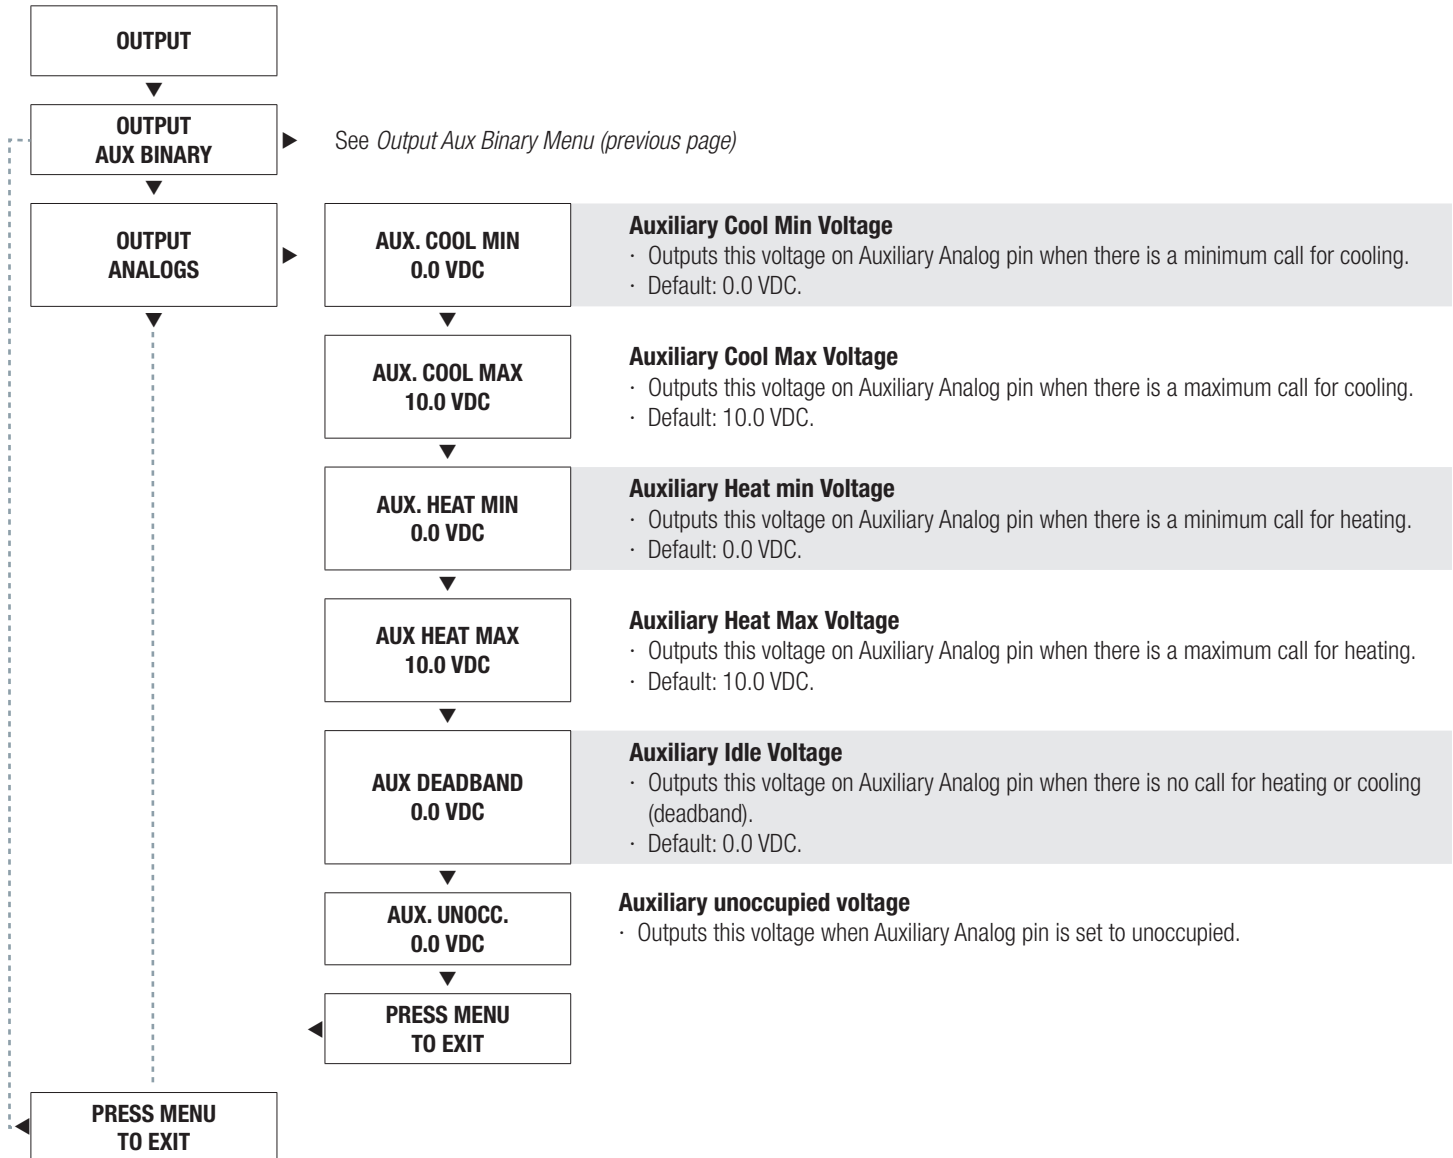 OUTPUT
OUTPUT
AUX BINARY
See Output Aux Binary Menu (previous page)
OUTPUT
ANALOGS
AUX. COOL MIN
0.0 VDC
Auxiliary Cool Min Voltage
· Outputs this voltage on Auxiliary Analog pin when there is a minimum call for cooling.
· Default: 0.0 VDC.
AUX. COOL MAX
10.0 VDC
Auxiliary Cool Max Voltage
· Outputs this voltage on Auxiliary Analog pin when there is a maximum call for cooling.
· Default: 10.0 VDC.
AUX. HEAT MIN
0.0 VDC
Auxiliary Heat min Voltage
· Outputs this voltage on Auxiliary Analog pin when there is a minimum call for heating.
· Default: 0.0 VDC.
AUX HEAT MAX
10.0 VDC
Auxiliary Heat Max Voltage
· Outputs this voltage on Auxiliary Analog pin when there is a maximum call for heating.
· Default: 10.0 VDC.
AUX DEADBAND
0.0 VDC
Auxiliary Idle Voltage
· Outputs this voltage on Auxiliary Analog pin when there is no call for heating or cooling
(deadband).
· Default: 0.0 VDC.
AUX. UNOCC.
0.0 VDC
Auxiliary unoccupied voltage
· Outputs this voltage when Auxiliary Analog pin is set to unoccupied.
PRESS MENU
TO EXIT
PRESS MENU
TO EXIT